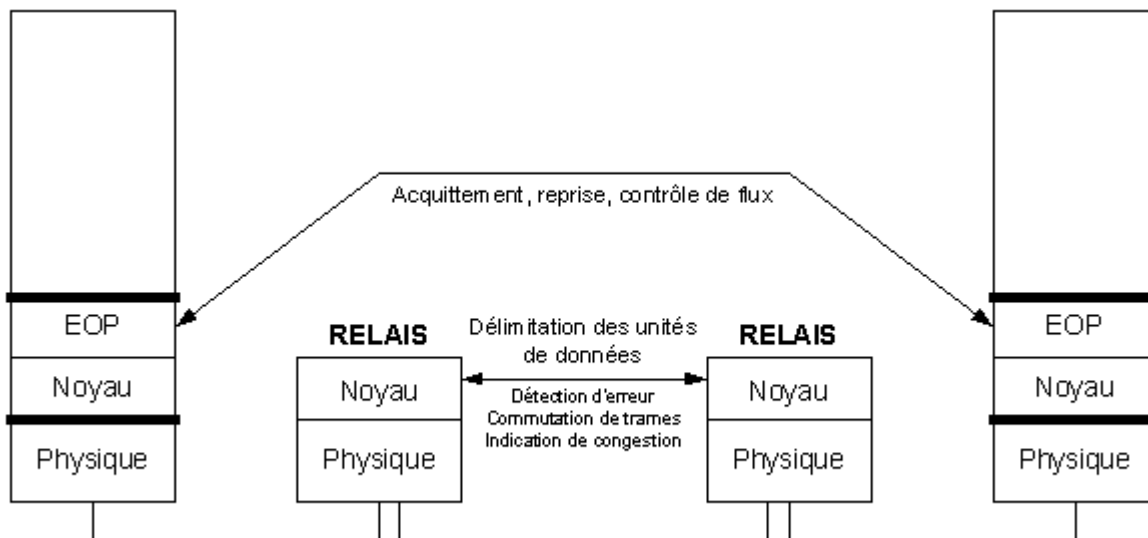 Acquittement, reprise, contrôle de flux
EOP
Noyau
Physique
RELAIS
Noyau
Physique
Délimitation des unités
de données
Détection d'erreur
Commutation de trames
Indication de congestion
RELAIS
Noyau
Physique
EOP
Noyau
Physique